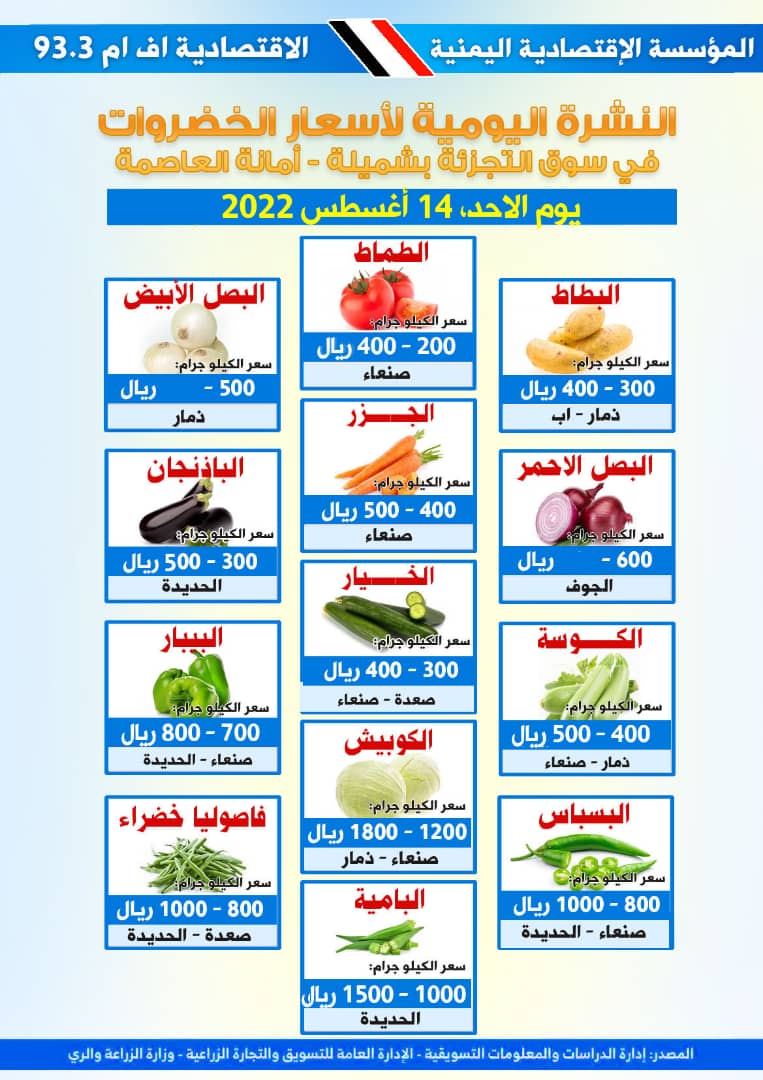 المؤسسة الإقتصادية اليمنية
الاقتصادية اف ام 93.3
النشرة اليومية لأسعار الخضروات
في سوق التجزئة بشميلة - أمانة العاصمة
يوم الاحد، 14 أغسطس 2022
الطماط
سعر الكيلو جرام:
200 - 400 ريال
صنعاء
البطاط
سعر الكيلو جرام:
300 - 400 ريال
ذمار - اب
البصل الأبيض
سعر الكيلو جرام:
500 - ريال
ذمار
الجـــزر
سعر الكيلو جرام:
400 - 500 ريال
صنعاء
البصل الاحمر
سعر الكيلو جرام:
600 - ريال
الجوف
الباذنجان
سعر الكيلو جرام:
300 - 500 ريال
الحديدة
الخـيار
سعر الكيلو جرام:
300 - 400 ريال
صعدة - صنعاء
الكـــوسة
سعر الكيلو جرام:
400 - 500 ريال
ذمار - صنعاء
البيبار
سعر الكيلو جرام:
700 - 800 ريال
صنعاء - الحديدة
الكوبيش
سعر الكيلو جرام:
1200 - 1800 ريال
صنعاء - ذمار
البسباس
سعر الكيلو جرام:
800 - 1000 ريال
صنعاء - الحديدة
فاصوليا خضراء
سعر الكيلو جرام:
800 - 1000 ريال
صعدة - الحديدة
البامية
سعر الكيلو جرام:
1000 - 1500 ريال
الحديدة
المصدر: إدارة الدراسات والمعلومات التسويقية - الإدارة العامة للتسويق والتجارة الزراعية - وزارة الزراعة والري